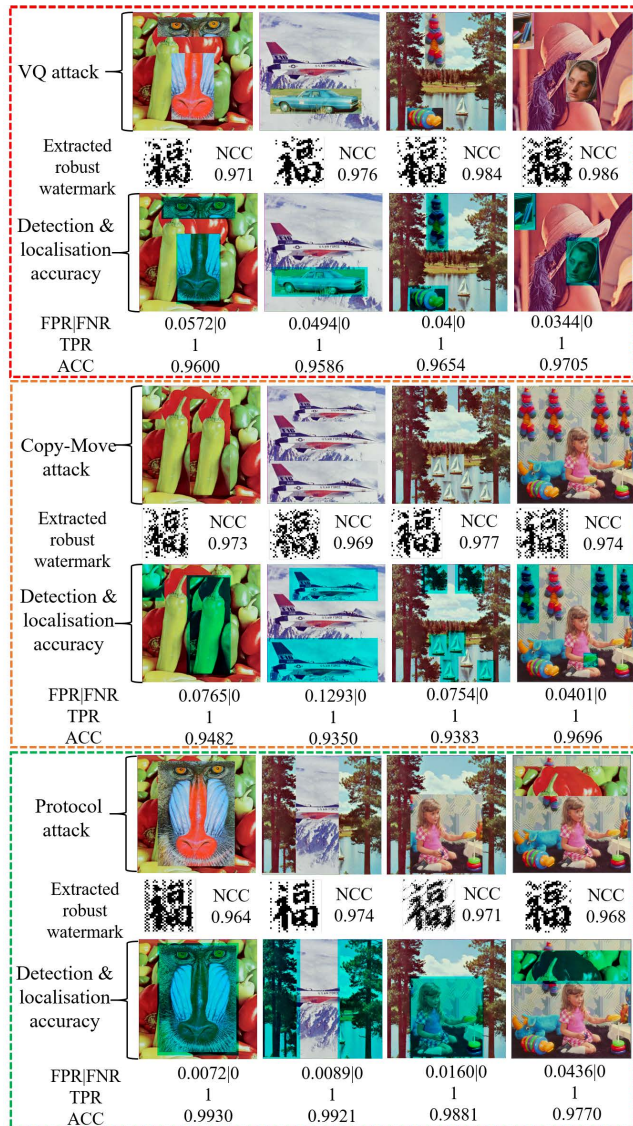 VQ attack
Extracted robust watermark
福 NCC 0.971
福 NCC 0.976
福 NCC 0.984
福 NCC 0.986
Detection & localisation accuracy
FPR|FNR 0.0572|0 0.0494|0 0.04|0 0.0344|0
TPR 1 1 1 1
ACC 0.9600 0.9586 0.9654 0.9705
Copy-Move attack
Extracted robust watermark
福 NCC 0.973
福 NCC 0.969
福 NCC 0.977
福 NCC 0.974
Detection & localisation accuracy
FPR|FNR 0.0765|0 0.1293|0 0.0754|0 0.0401|0
TPR 1 1 1 1
ACC 0.9482 0.9350 0.9383 0.9696
Protocol attack
Extracted robust watermark
福 NCC 0.964
福 NCC 0.974
福 NCC 0.971
福 NCC 0.968
Detection & localisation accuracy
FPR|FNR 0.0072|0 0.0089|0 0.0160|0 0.0436|0
TPR 1 1 1 1
ACC 0.9930 0.9921 0.9881 0.9770